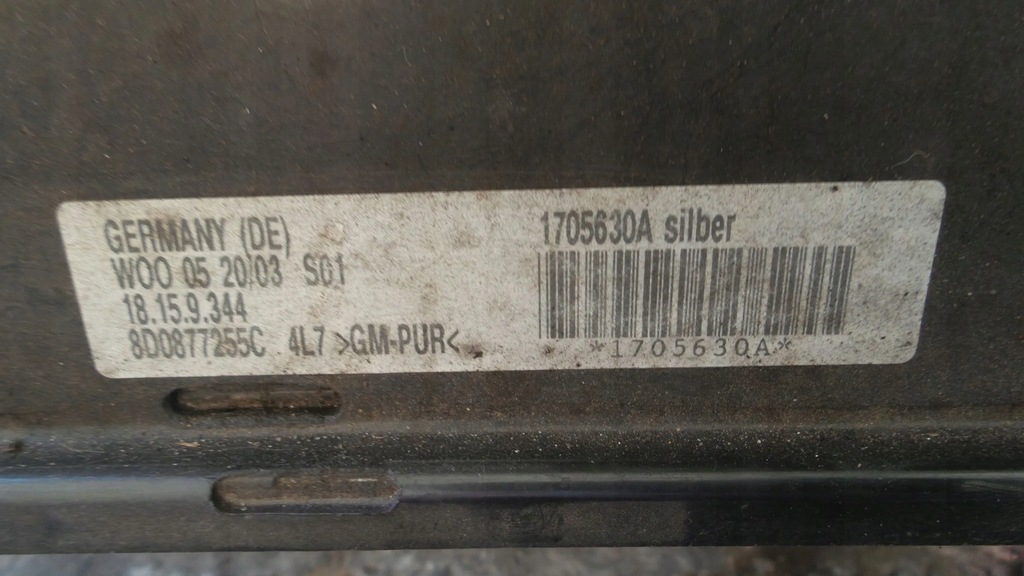 GERMANY (DE)
WOO 05 20/03 S01
18.15.9.344
8D0877255C 4L7 >GM-PUR<
1705630A silber
*1705630A*